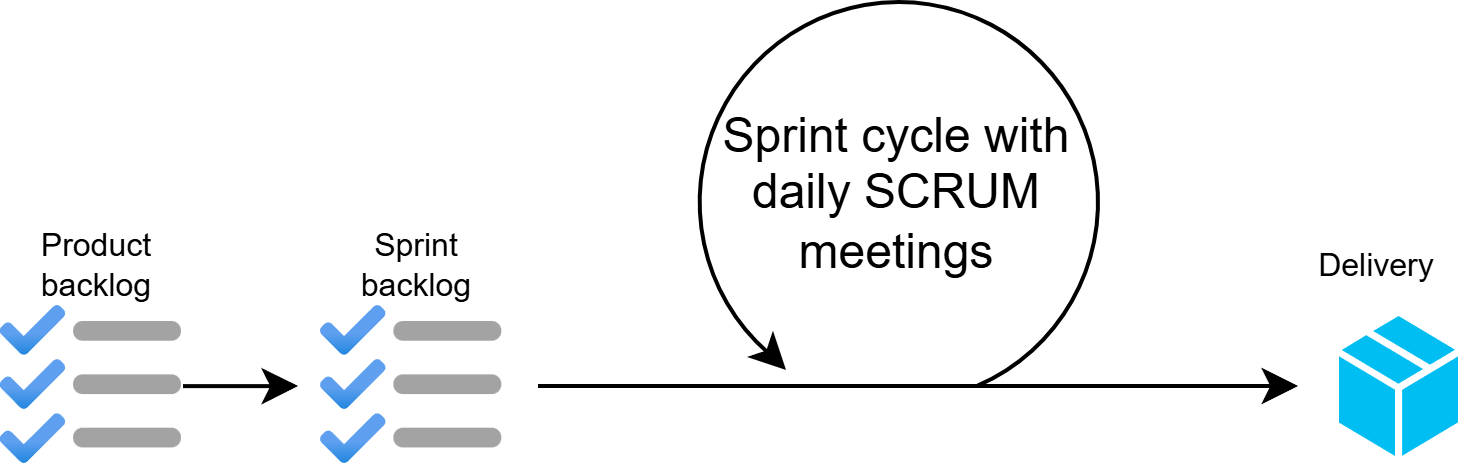 Sprint cycle with
daily SCRUM
meetings
Product
backlog
Sprint
backlog
Delivery